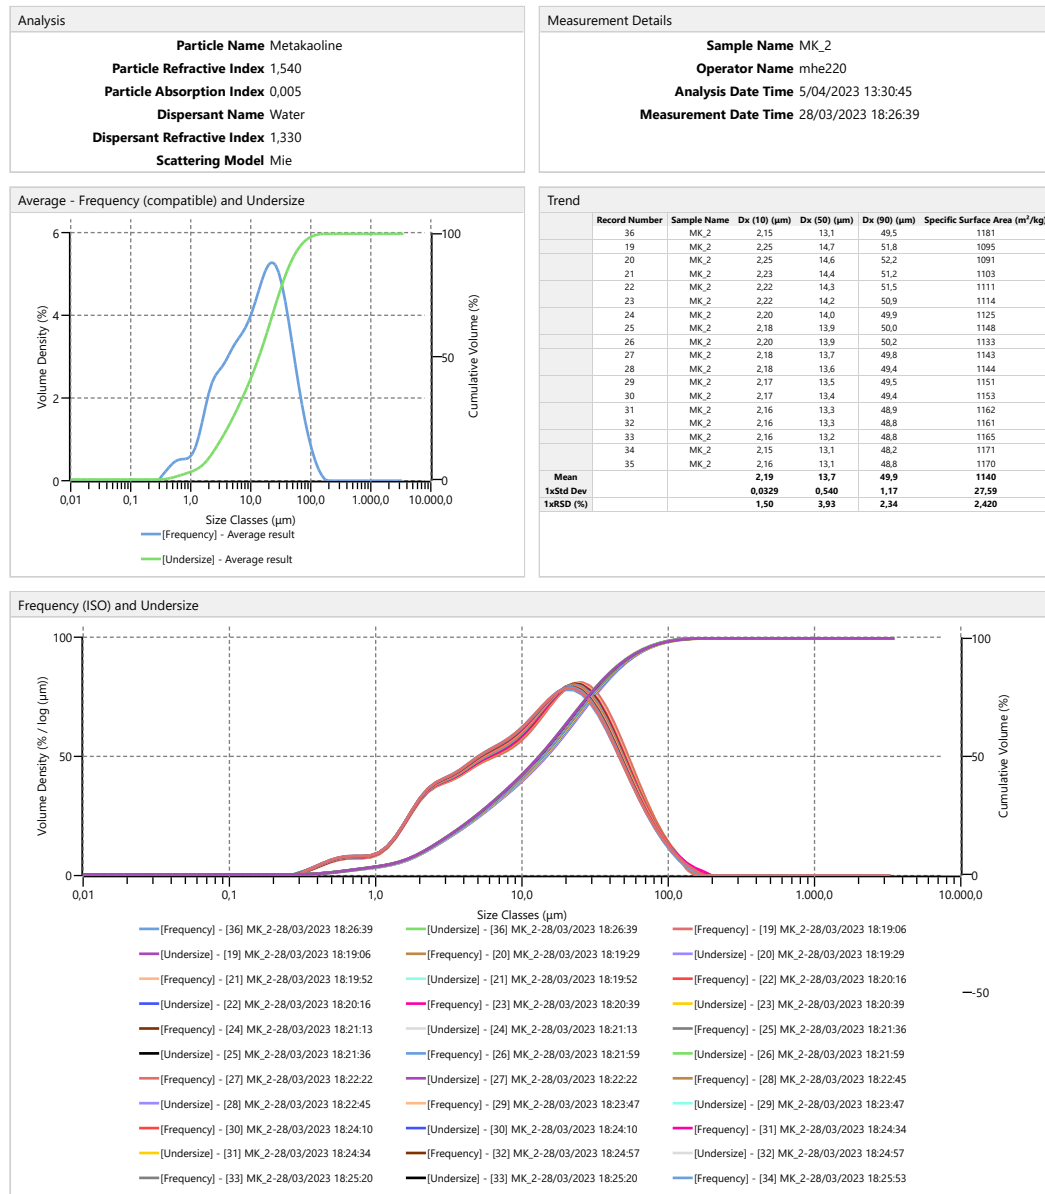 Analysis
Particle Name Metakaoline
Particle Refractive Index 1,540
Particle Absorption Index 0,005
Dispersant Name Water
Dispersant Refractive Index 1,330
Scattering Model Mie
Measurement Details
Sample Name MK_2
Operator Name mhe220
Analysis Date Time 5/04/2023 13:30:45
Measurement Date Time 28/03/2023 18:26:39
Average - Frequency (compatible) and Undersize
Volume Density (%)
6
4
2
0
100
50
0
Cumulative Volume (%)
0,01 0,1 1,0 10,0 100,0 1.000,0 10.000,0
Size Classes (µm)
[Frequency] - Average result
[Undersize] - Average result
Trend
Record Number Sample Name Dx (10) (µm) Dx (50) (µm) Dx (90) (µm) Specific Surface Area (m²/kg)
36 MK_2 2,15 13,1 49,5 1181
19 MK_2 2,25 14,7 51,8 1095
20 MK_2 2,25 14,6 52,2 1091
21 MK_2 2,23 14,4 51,2 1103
22 MK_2 2,22 14,3 51,5 1111
23 MK_2 2,22 14,2 50,9 1114
24 MK_2 2,20 14,0 49,9 1125
25 MK_2 2,18 13,9 50,0 1148
26 MK_2 2,20 13,9 50,2 1133
27 MK_2 2,18 13,7 49,8 1143
28 MK_2 2,18 13,6 49,4 1144
29 MK_2 2,17 13,5 49,5 1151
30 MK_2 2,17 13,4 49,4 1153
31 MK_2 2,16 13,3 48,9 1162
32 MK_2 2,16 13,3 48,8 1161
33 MK_2 2,16 13,2 48,8 1165
34 MK_2 2,15 13,1 48,2 1171
35 MK_2 2,16 13,1 48,8 1170
Mean 2,19 13,7 49,9 1140
1xStd Dev 0,0329 0,540 1,17 27,59
1xRSD (%) 1,50 3,93 2,34 2,420
Frequency (ISO) and Undersize
Volume Density (% / log (µm))
100
50
0
100
50
0
-50
Cumulative Volume (%)
0,01 0,1 1,0 10,0 100,0 1.000,0 10.000,0
Size Classes (µm)
[Frequency] - [36] MK_2-28/03/2023 18:26:39 [Undersize] - [36] MK_2-28/03/2023 18:26:39 [Frequency] - [19] MK_2-28/03/2023 18:19:06
[Undersize] - [19] MK_2-28/03/2023 18:19:06 [Frequency] - [20] MK_2-28/03/2023 18:19:29 [Undersize] - [20] MK_2-28/03/2023 18:19:29
[Frequency] - [21] MK_2-28/03/2023 18:19:52 [Undersize] - [21] MK_2-28/03/2023 18:19:52 [Frequency] - [22] MK_2-28/03/2023 18:20:16
[Undersize] - [22] MK_2-28/03/2023 18:20:16 [Frequency] - [23] MK_2-28/03/2023 18:20:39 [Undersize] - [23] MK_2-28/03/2023 18:20:39
[Frequency] - [24] MK_2-28/03/2023 18:21:13 [Undersize] - [24] MK_2-28/03/2023 18:21:13 [Frequency] - [25] MK_2-28/03/2023 18:21:36
[Undersize] - [25] MK_2-28/03/2023 18:21:36 [Frequency] - [26] MK_2-28/03/2023 18:21:59 [Undersize] - [26] MK_2-28/03/2023 18:21:59
[Frequency] - [27] MK_2-28/03/2023 18:22:22 [Undersize] - [27] MK_2-28/03/2023 18:22:22 [Frequency] - [28] MK_2-28/03/2023 18:22:45
[Undersize] - [28] MK_2-28/03/2023 18:22:45 [Frequency] - [29] MK_2-28/03/2023 18:23:47 [Undersize] - [29] MK_2-28/03/2023 18:23:47
[Frequency] - [30] MK_2-28/03/2023 18:24:10 [Undersize] - [30] MK_2-28/03/2023 18:24:10 [Frequency] - [31] MK_2-28/03/2023 18:24:34
[Undersize] - [31] MK_2-28/03/2023 18:24:34 [Frequency] - [32] MK_2-28/03/2023 18:24:57 [Undersize] - [32] MK_2-28/03/2023 18:24:57
[Frequency] - [33] MK_2-28/03/2023 18:25:20 [Undersize] - [33] MK_2-28/03/2023 18:25:20 [Frequency] - [34] MK_2-28/03/2023 18:25:53